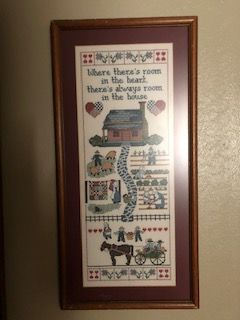 Where there's room
in the heart,
there's always room
in the house